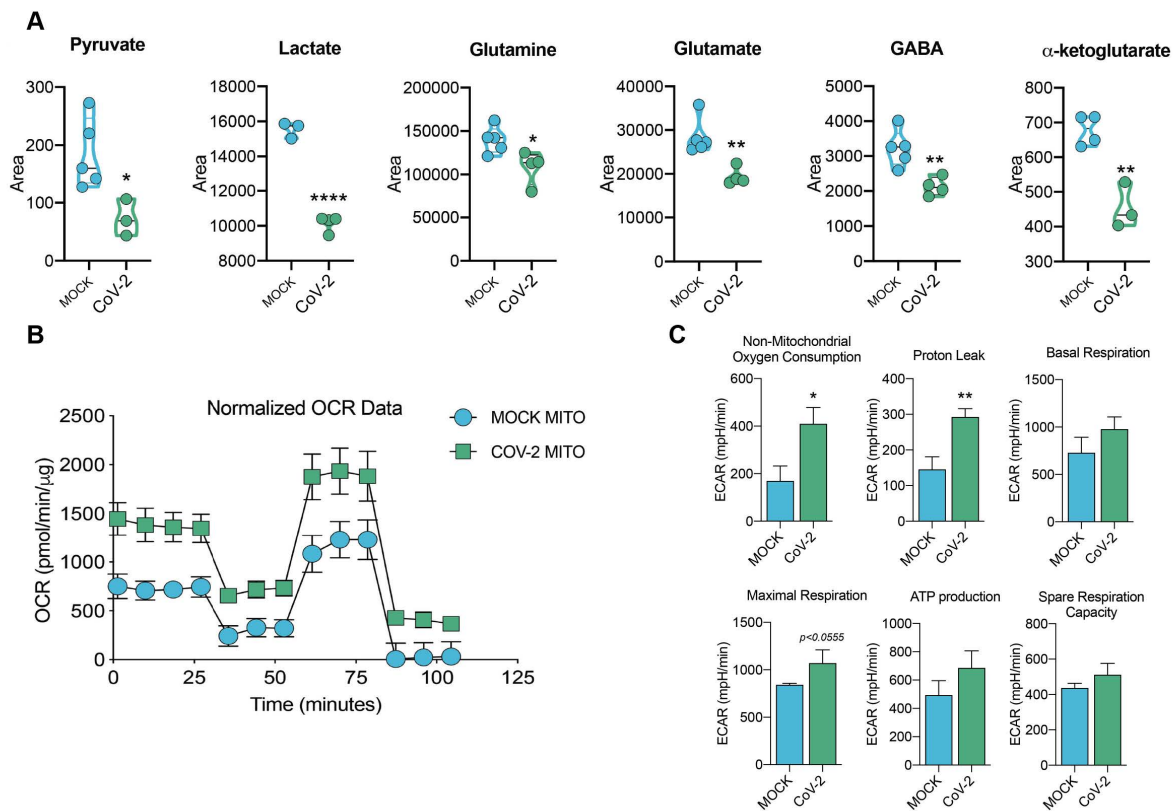 A
Pyruvate
Lactate
Glutamine
Glutamate
GABA
α-ketoglutarate
Area
300
200
100
0
*
MOCK
CoV-2
Area
18000
16000
14000
12000
10000
8000
****
MOCK
CoV-2
Area
200000
150000
100000
50000
0
*
MOCK
CoV-2
Area
40000
30000
20000
10000
0
**
MOCK
CoV-2
Area
5000
4000
3000
2000
1000
0
**
MOCK
CoV-2
Area
800
700
600
500
400
300
**
MOCK
CoV-2
B
Normalized OCR Data
MOCK MITO
COV-2 MITO
OCR (pmol/min/µg)
2500
2000
1500
1000
500
0
0 25 50 75 100 125
Time (minutes)
C
Non-Mitochondrial
Oxygen Consumption
ECAR (mpH/min)
600
400
200
0
*
MOCK
CoV-2
Proton Leak
ECAR (mpH/min)
400
300
200
100
0
**
MOCK
CoV-2
Basal Respiration
ECAR (mpH/min)
1500
1000
500
0
MOCK
CoV-2
Maximal Respiration
ECAR (mpH/min)
1500
1000
500
0
p<0.0555
MOCK
CoV-2
ATP production
ECAR (mpH/min)
1000
800
600
400
200
0
MOCK
CoV-2
Spare Respiration
Capacity
ECAR (mpH/min)
800
600
400
200
0
MOCK
CoV-2